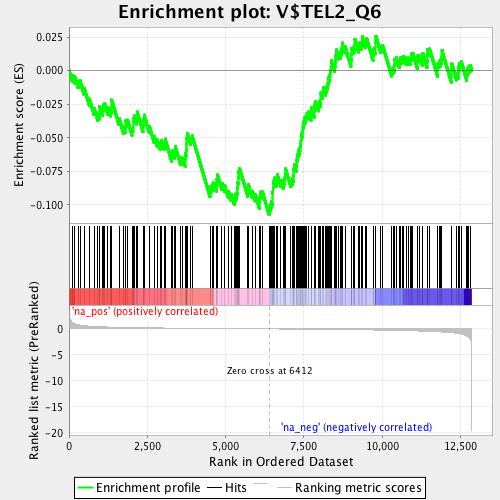 Enrichment plot: V$TEL2_Q6
Enrichment score (ES)
0.025
0.000
-0.025
-0.050
-0.075
-0.100
'na_pos' (positively correlated)
Ranked list metric (PreRanked)
0
-5
-10
-15
-20
Zero cross at 6412
'na_neg' (negatively correlated)
0
2,500
5,000
7,500
10,000
12,500
Rank in Ordered Dataset
Enrichment profile
Hits
Ranking metric scores